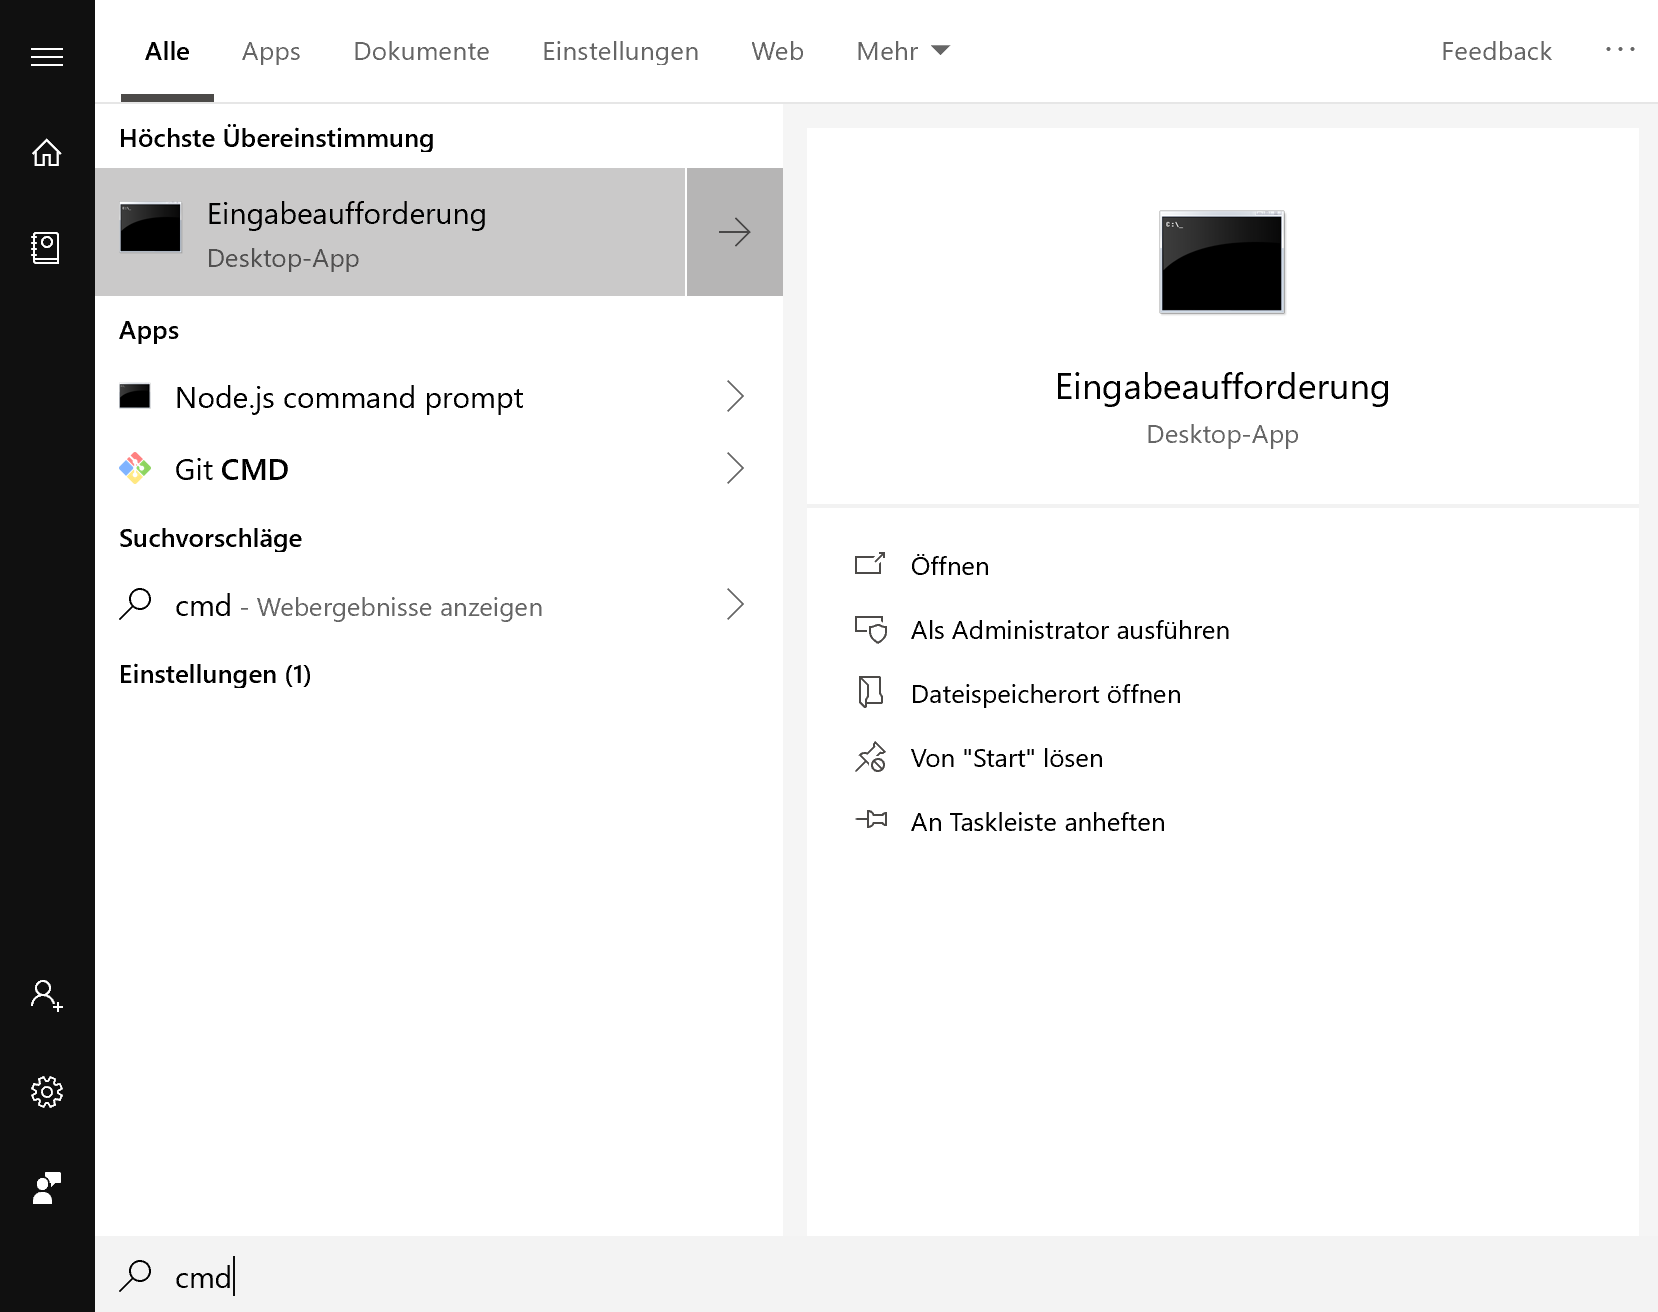 Alle Apps Dokumente Einstellungen Web Mehr Feedback ...
Höchste Übereinstimmung
Eingabeaufforderung
Desktop-App
Apps
Node.js command prompt
Git CMD
Suchvorschläge
cmd - Webergebnisse anzeigen
Einstellungen (1)
C:\_
Eingabeaufforderung
Desktop-App
Öffnen
Als Administrator ausführen
Dateispeicherort öffnen
Von "Start" lösen
An Taskleiste anheften
cmd